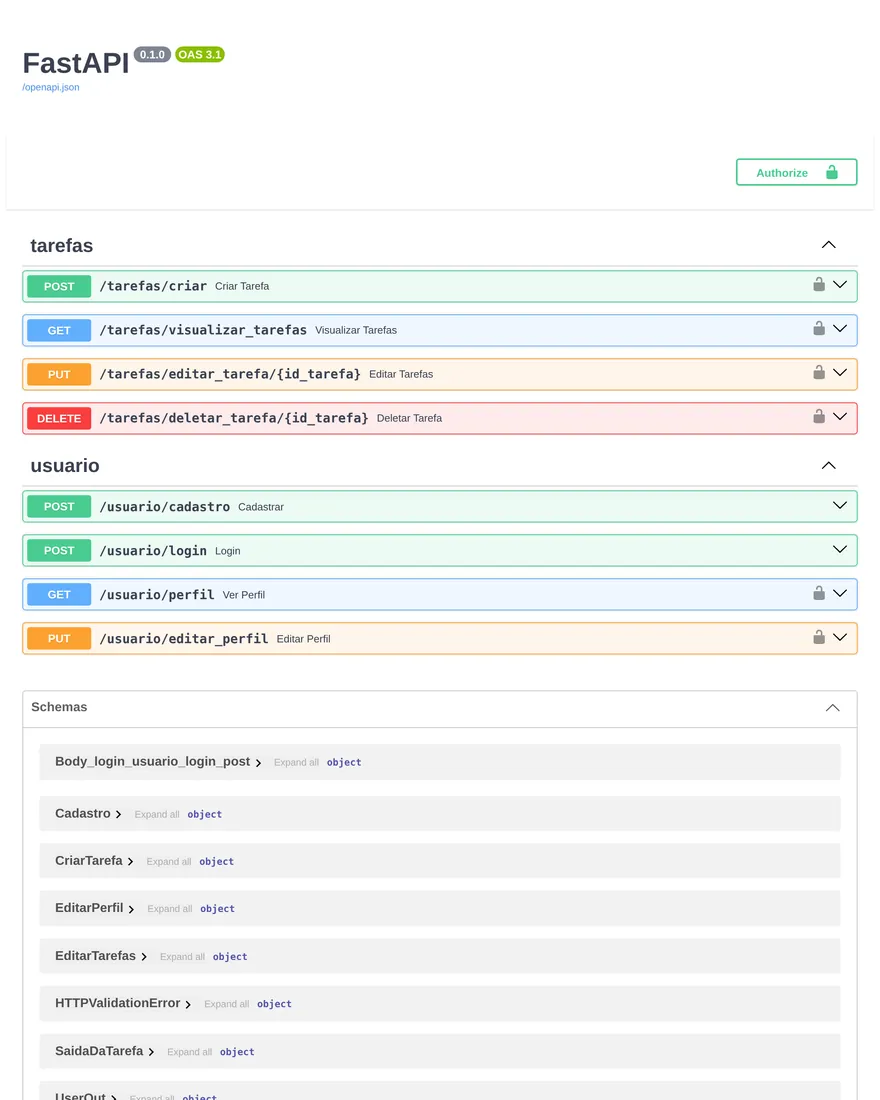 FastAPI 0.1.0 OAS 3.1
/openapi.json
Authorize
tarefas
POST /tarefas/criar Criar Tarefa
GET /tarefas/visualizar_tarefas Visualizar Tarefas
PUT /tarefas/editar_tarefa/{id_tarefa} Editar Tarefas
DELETE /tarefas/deletar_tarefa/{id_tarefa} Deletar Tarefa
usuario
POST /usuario/cadastro Cadastrar
POST /usuario/login Login
GET /usuario/perfil Ver Perfil
PUT /usuario/editar_perfil Editar Perfil
Schemas
Body_login_usuario_login_post Expand all object
Cadastro Expand all object
CriarTarefa Expand all object
EditarPerfil Expand all object
EditarTarefas Expand all object
HTTPValidationError Expand all object
SaidaDaTarefa Expand all object
UserOut Expand all object